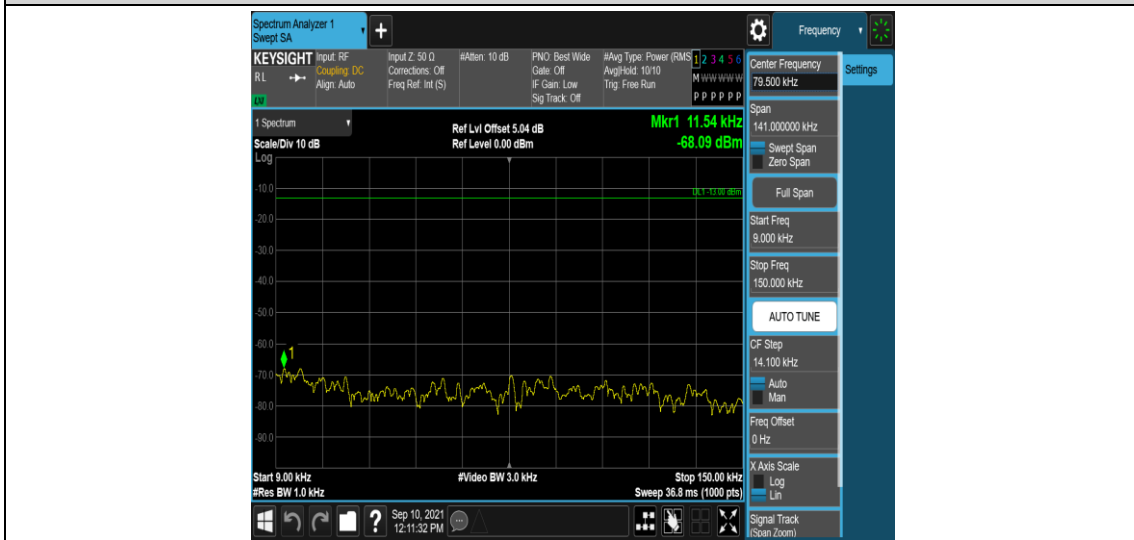 Spectrum Analyzer 1
Swept SA
+
Frequency
KEYSIGHT
RL
LXI
Input: RF
Coupling: DC
Align: Auto
Input Z: 50 Ω
Corrections: Off
Freq Ref: Int (S)
#Atten: 10 dB
PNO: Best Wide
Gate: Off
IF Gain: Low
Sig Track: Off
#Avg Type: Power (RMS
Avg|Hold: 10/10
Trig: Free Run
1 2 3 4 5 6
M W W W W W
P P P P P P
Center Frequency
79.500 kHz
Settings
Span
141.000000 kHz
Swept Span
Zero Span
Full Span
Start Freq
9.000 kHz
Stop Freq
150.000 kHz
AUTO TUNE
CF Step
14.100 kHz
Auto
Man
Freq Offset
0 Hz
X Axis Scale
Log
Lin
Signal Track
(Span Zoom)
1 Spectrum
Scale/Div 10 dB
Log
Ref Lvl Offset 5.04 dB
Ref Level 0.00 dBm
Mkr1 11.54 kHz
-68.09 dBm
-10.0
DL1 -13.00 dBm
-20.0
-30.0
-40.0
-50.0
-60.0
1
-70.0
-80.0
-90.0
Start 9.00 kHz
#Video BW 3.0 kHz
Stop 150.00 kHz
#Res BW 1.0 kHz
Sweep 36.8 ms (1000 pts)
?
Sep 10, 2021
12:11:32 PM